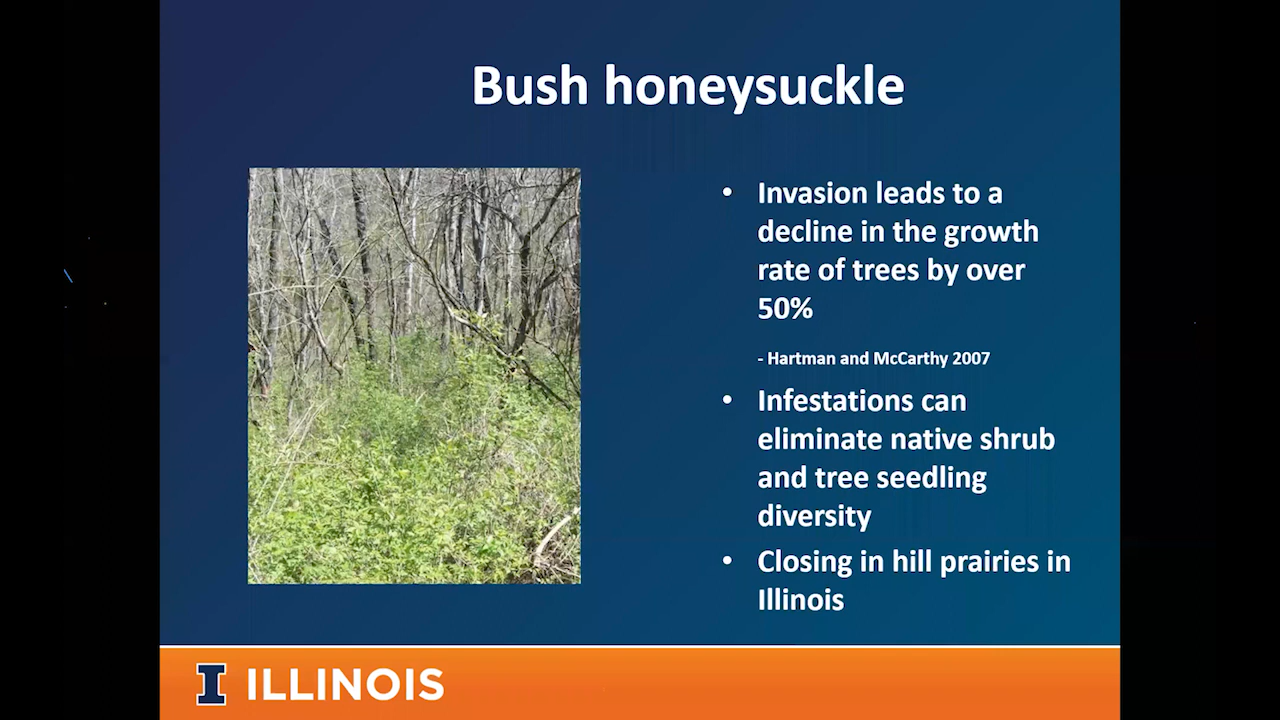 Bush honeysuckle
• Invasion leads to a
decline in the growth
rate of trees by over
50%
- Hartman and McCarthy 2007
• Infestations can
eliminate native shrub
and tree seedling
diversity
• Closing in hill prairies in
Illinois
I ILLINOIS